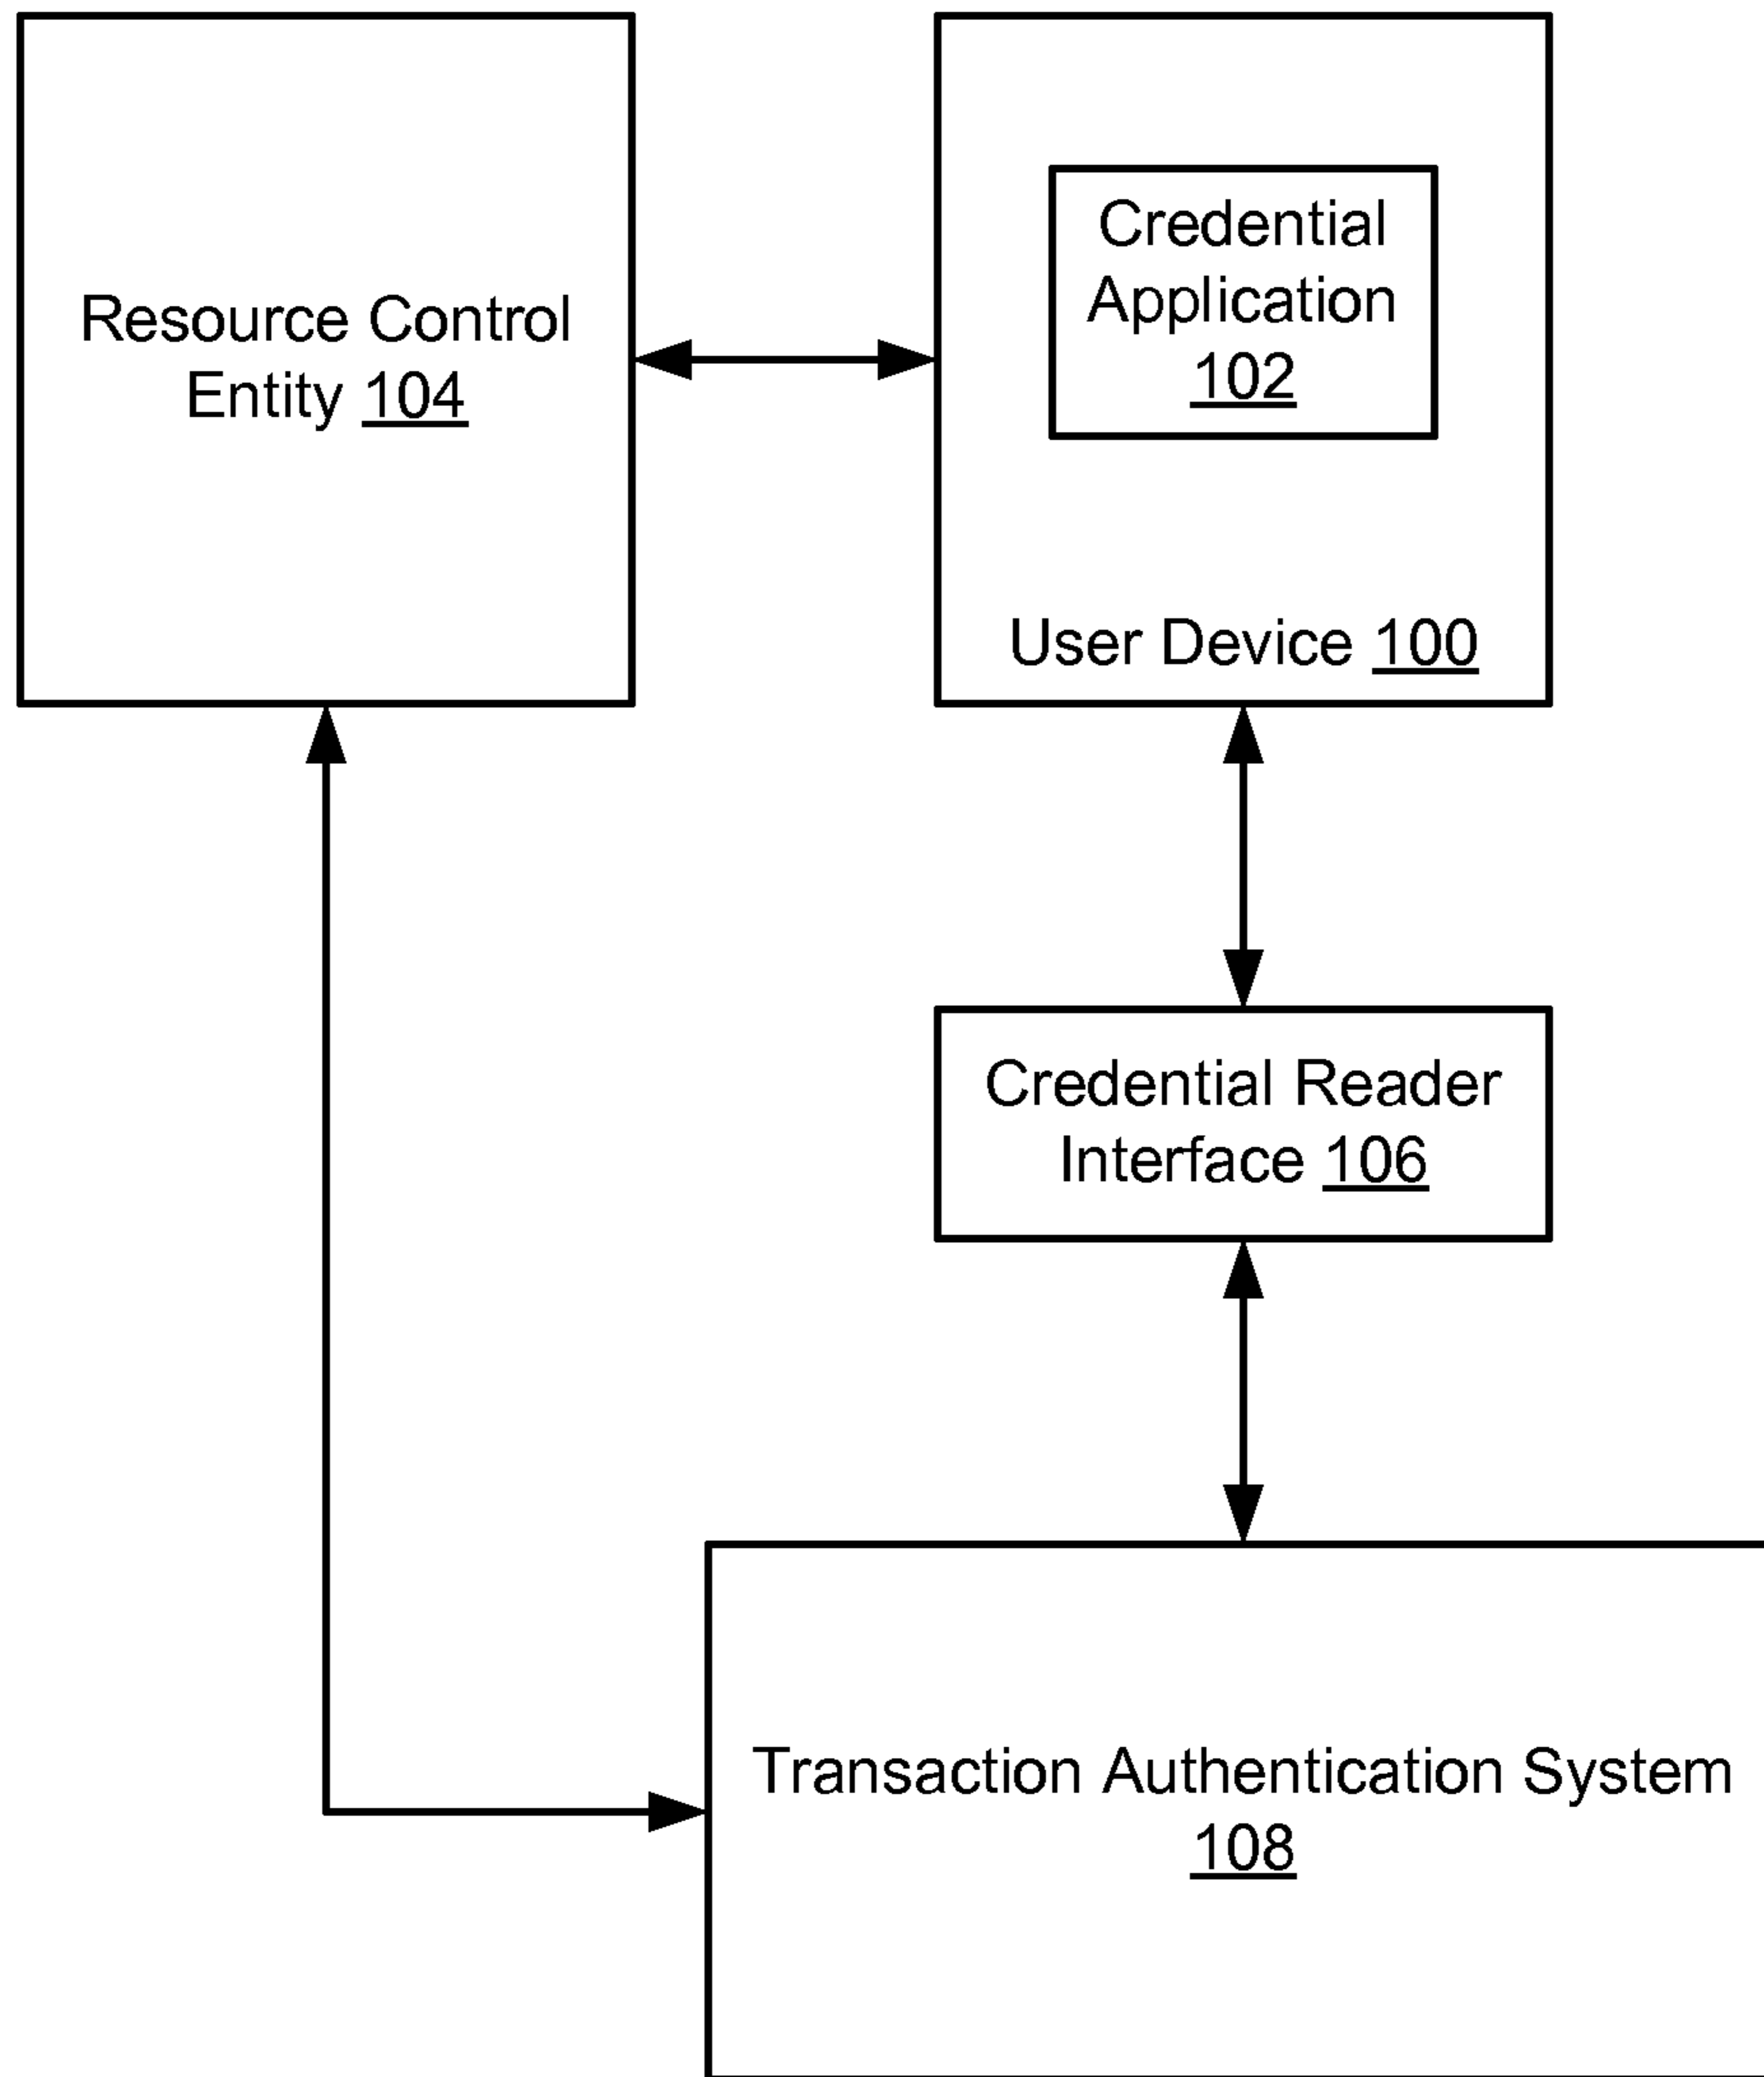 Resource Control
Entity 104
Credential
Application
102
User Device 100
Credential Reader
Interface 106
Transaction Authentication System
108